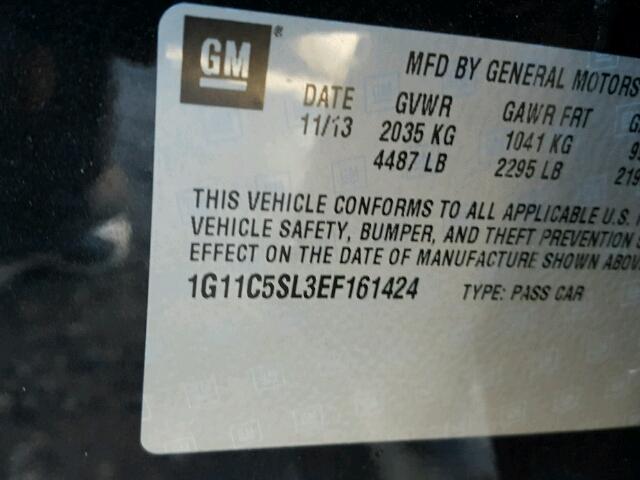 GM® MFD BY GENERAL MOTORS
DATE GVWR GAWR FRT
11/13 2035 KG 1041 KG
4487 LB 2295 LB
THIS VEHICLE CONFORMS TO ALL APPLICABLE U.S.
VEHICLE SAFETY, BUMPER, AND THEFT PREVENTION
EFFECT ON THE DATE OF MANUFACTURE SHOWN ABOVE
1G11C5SL3EF161424 TYPE: PASS CAR